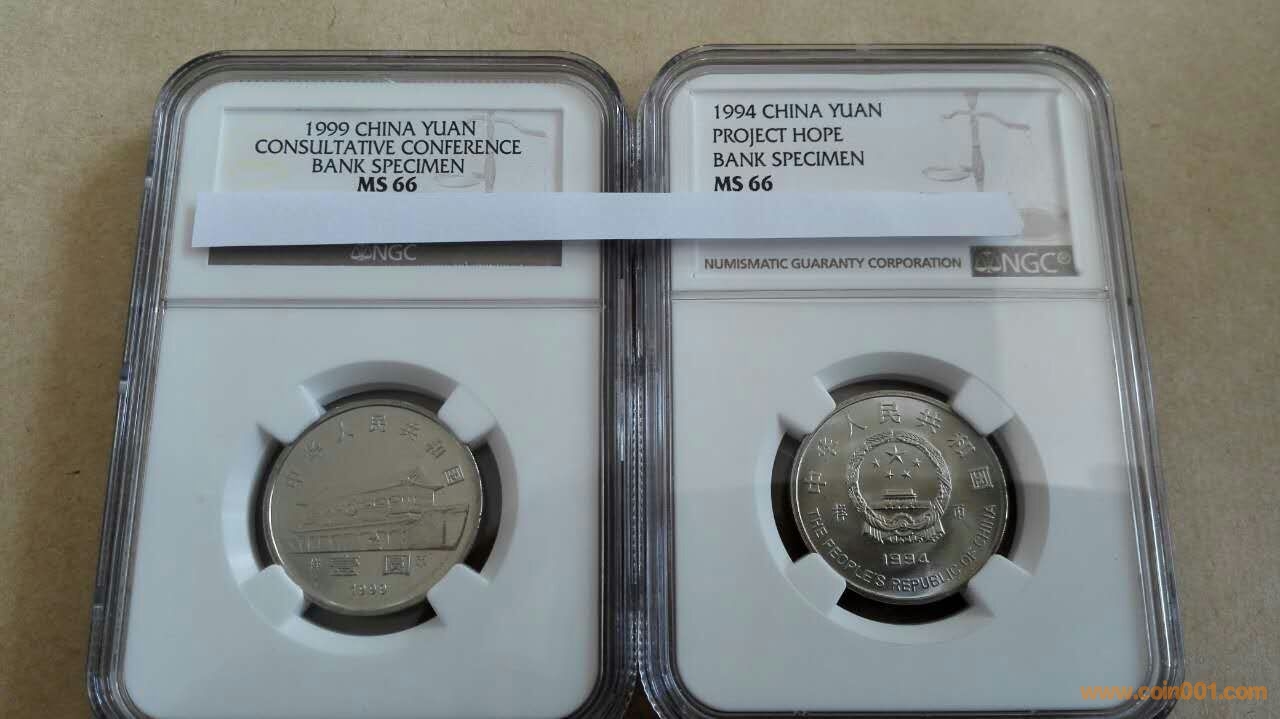 1999 CHINA YUAN
CONSULTATIVE CONFERENCE
BANK SPECIMEN
MS 66
NGC
1994 CHINA YUAN
PROJECT HOPE
BANK SPECIMEN
MS 66
NUMISMATIC GUARANTY CORPORATION
NGC®
中华人民共和国
壹圆
1999
中华人民共和国
样币
1994
THE PEOPLE'S REPUBLIC OF CHINA
www.coin001.com